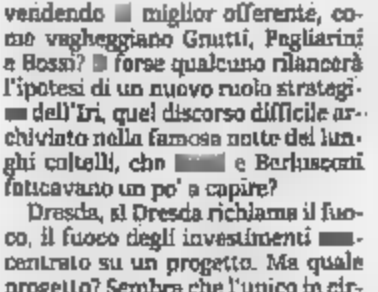 vendendo miglior offerente, co-
me vagheggiano Gnutti, Pagliarini
e Bossi? forse qualcuno rilancerà
l'ipotesi di un nuovo ruolo strategi-
dell'Iri, quel discorso difficile ar-
chiviato nella famosa notte dei lun-
ghi coltelli, che e Berlusconi
faticavano un po' a capire?
Dresda, sì Dresda richiama il fuo-
co, il fuoco degli investimenti
centrato su un progetto. Ma quale
progetto? Sembra che l'unico in cir-